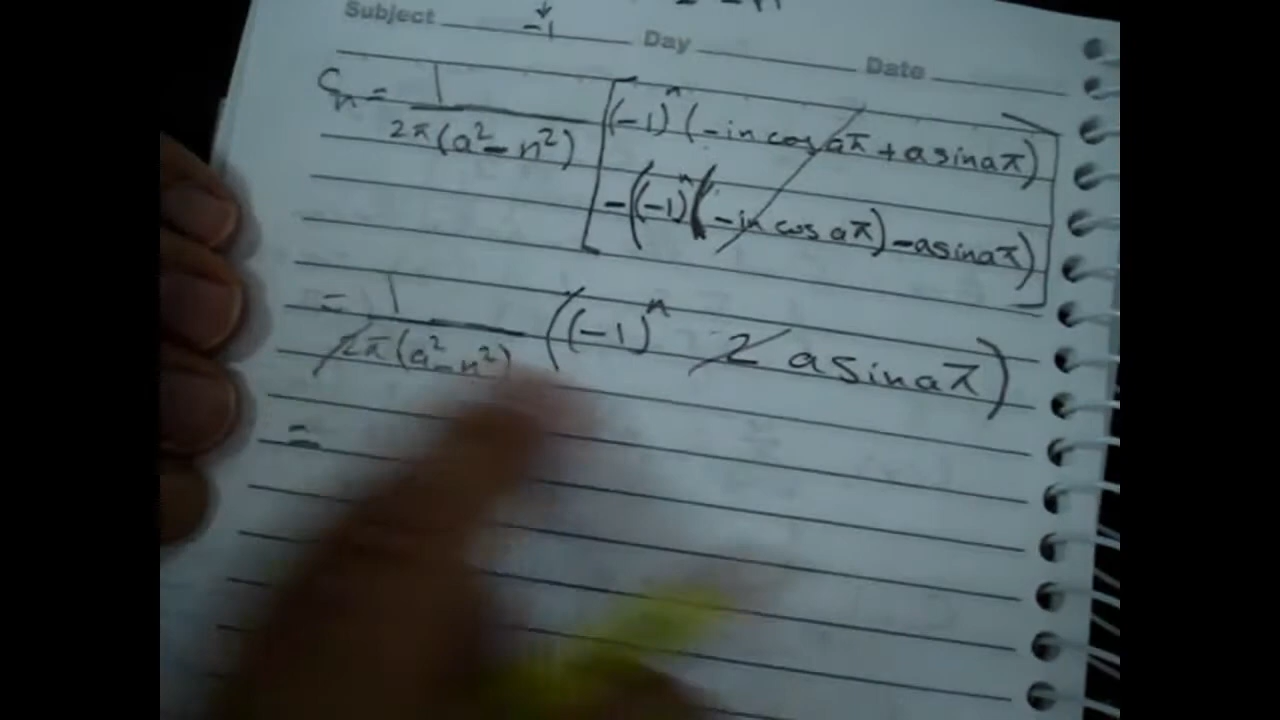 Subject -1 Day Date
Cn = 1/(2π(a²-n²)) [(-1)ⁿ(-in cos aπ + a sin aπ)
-((-1)ⁿ(-in cos aπ) - a sin aπ)]
= 1/(2π(a²-n²)) ((-1)ⁿ 2 a sin aπ)
=